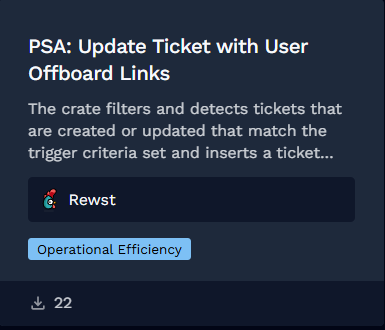 PSA: Update Ticket with User
Offboard Links
The crate filters and detects tickets that
are created or updated that match the
trigger criteria set and inserts a ticket...
Rewst
Operational Efficiency
22